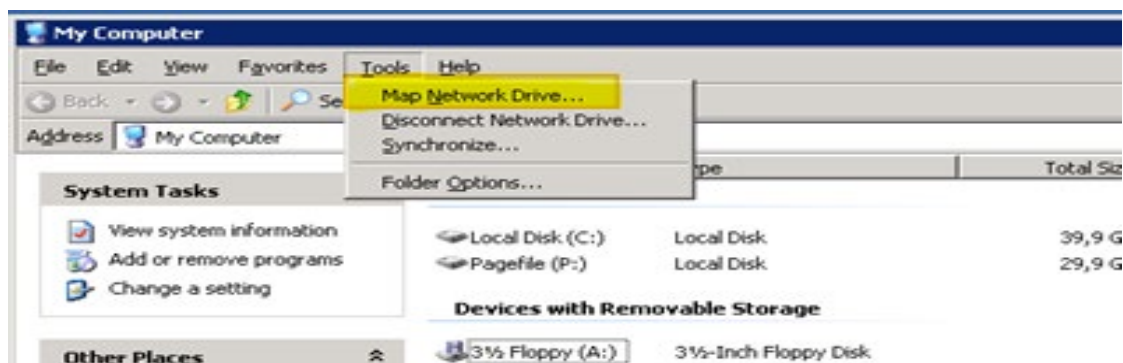 My Computer
File Edit View Favorites Tools Help
Back Se
Map Network Drive...
Disconnect Network Drive...
Synchronize...
Folder Options...
Address My Computer
pe Total Siz
System Tasks
View system information
Add or remove programs
Change a setting
Local Disk (C:) Local Disk 39,9 G
Pagefile (P:) Local Disk 29,9 G
Devices with Removable Storage
Other Places
3½ Floppy (A:) 3½-Inch Floppy Disk